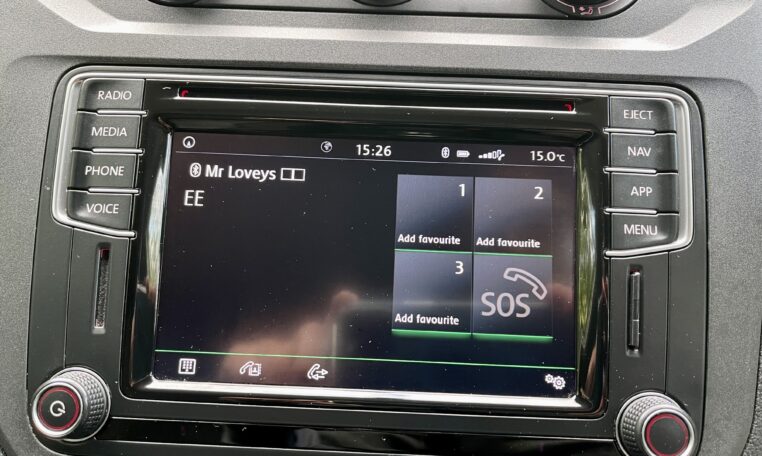 RADIO
MEDIA
PHONE
VOICE
15:26
15.0°C
Mr Loveys
EE
1
Add favourite
2
Add favourite
3
Add favourite
SOS
EJECT
NAV
APP
MENU